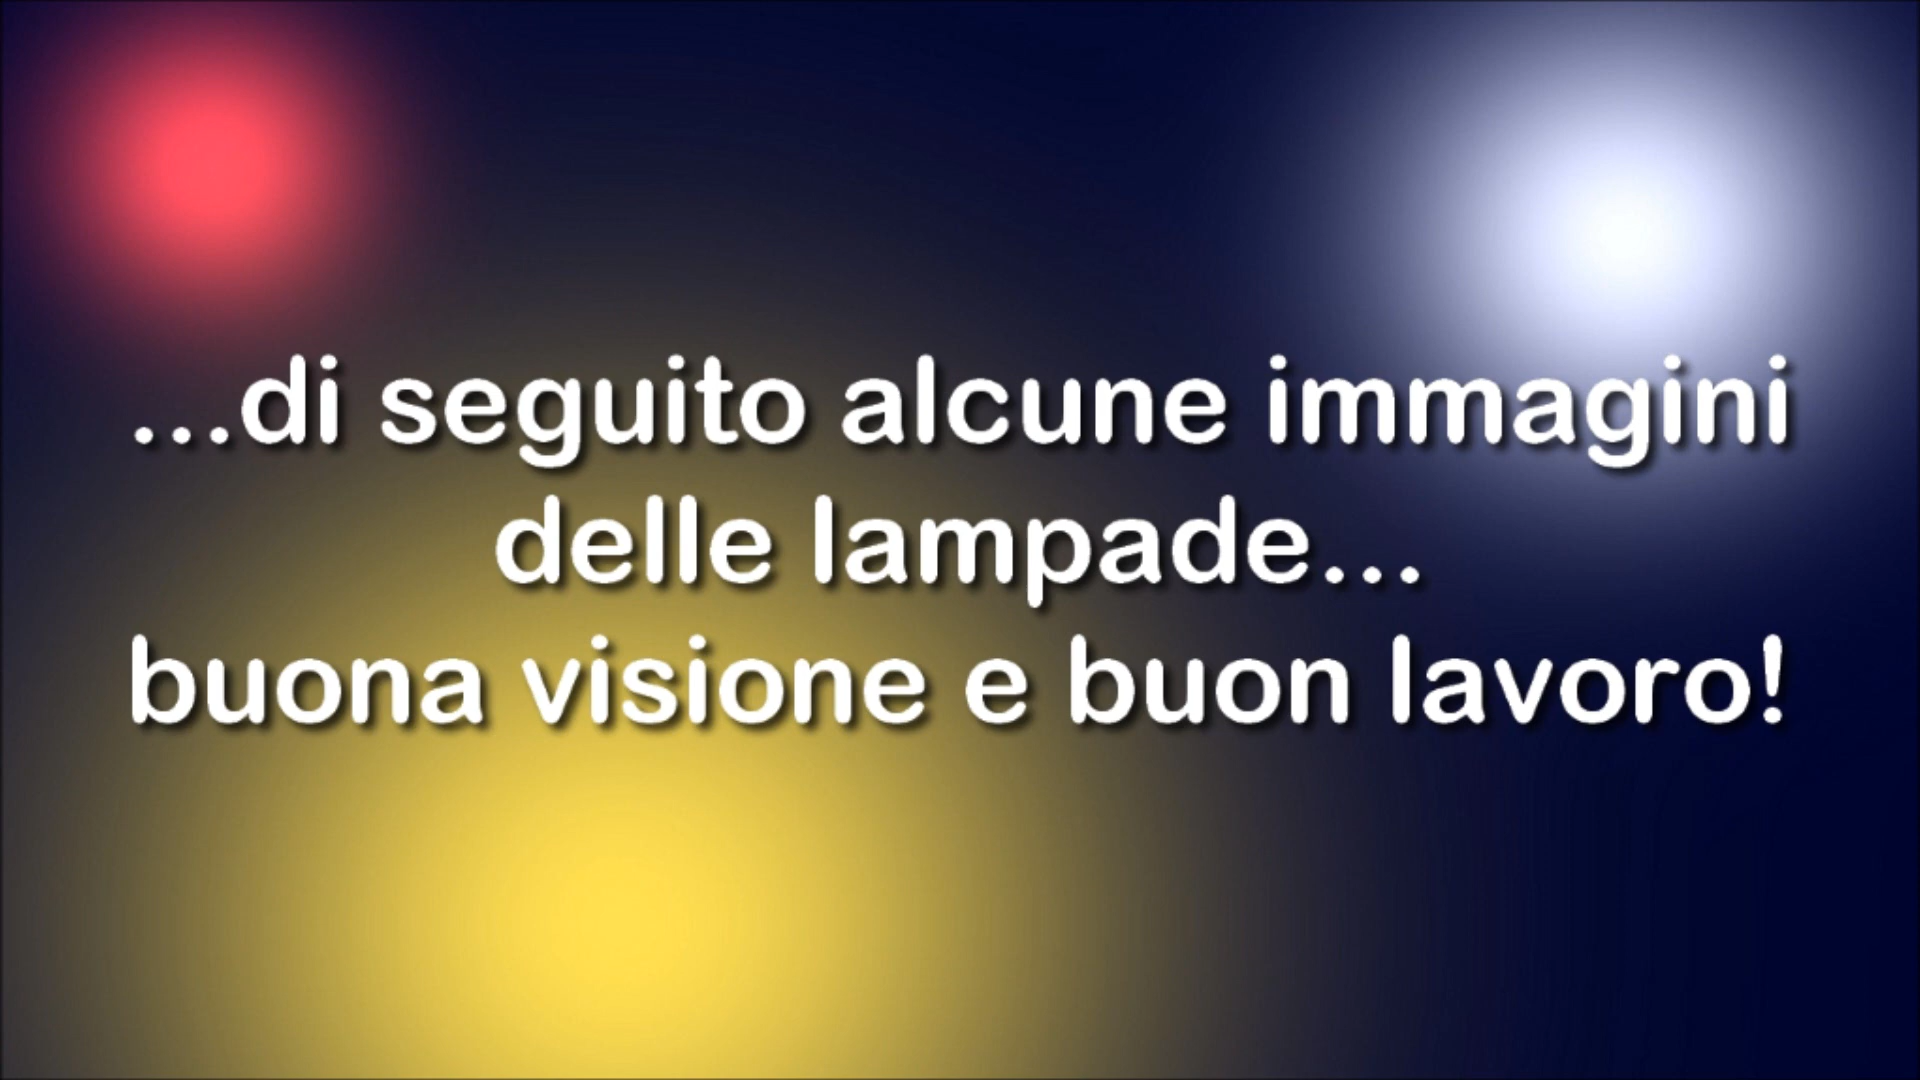 ...di seguito alcune immagini
delle lampade...
buona visione e buon lavoro!